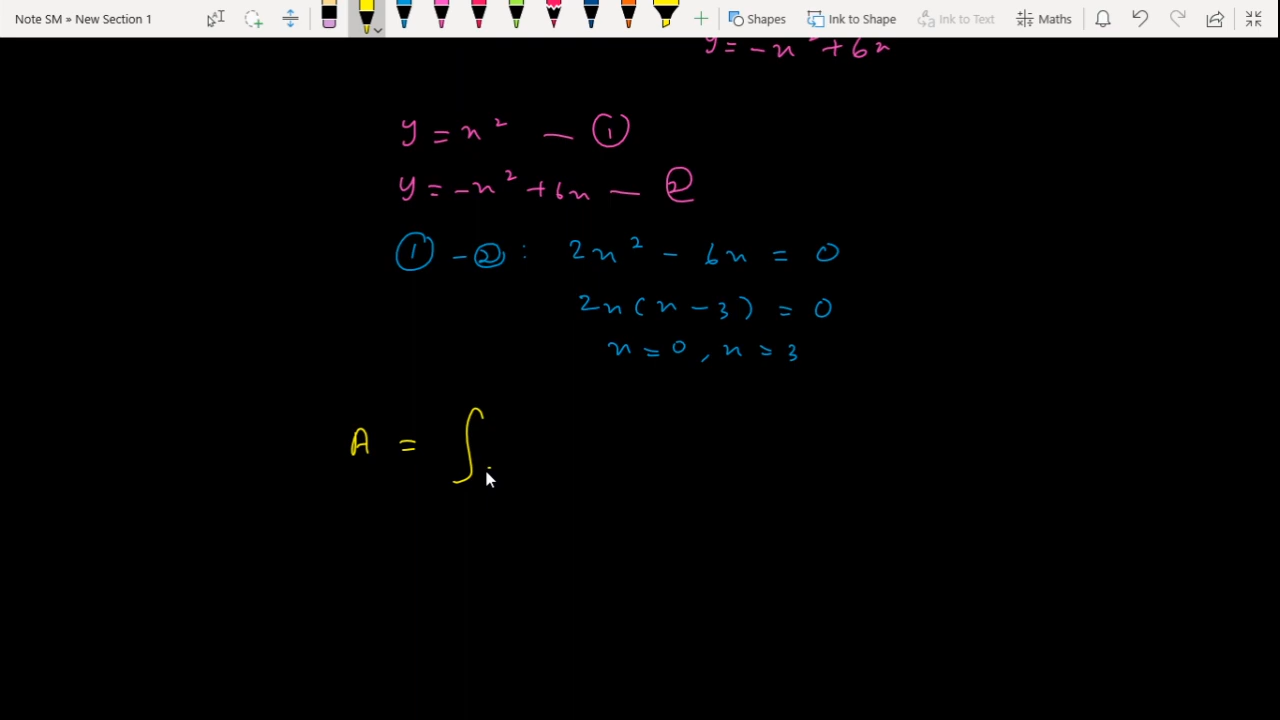 Note SM » New Section 1
Shapes
Ink to Shape
Ink to Text
Maths
y = -x² + 6x
y = x² — ①
y = -x² + 6x — ②
① - ② : 2x² - 6x = 0
2x(x - 3) = 0
x = 0, x = 3
A = ∫